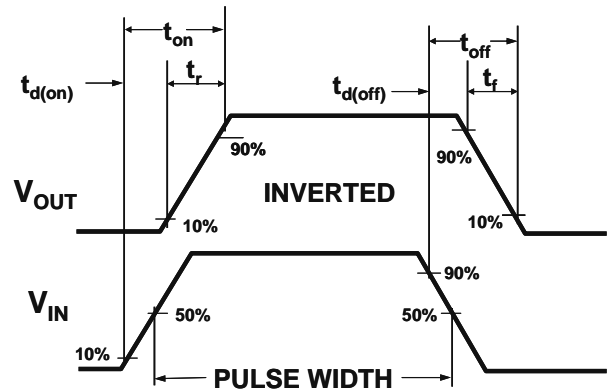 t_on
t_off
t_d(on)
t_r
t_d(off)
t_f
90%
90%
V_OUT
INVERTED
10%
10%
90%
V_IN
50%
50%
10%
PULSE WIDTH